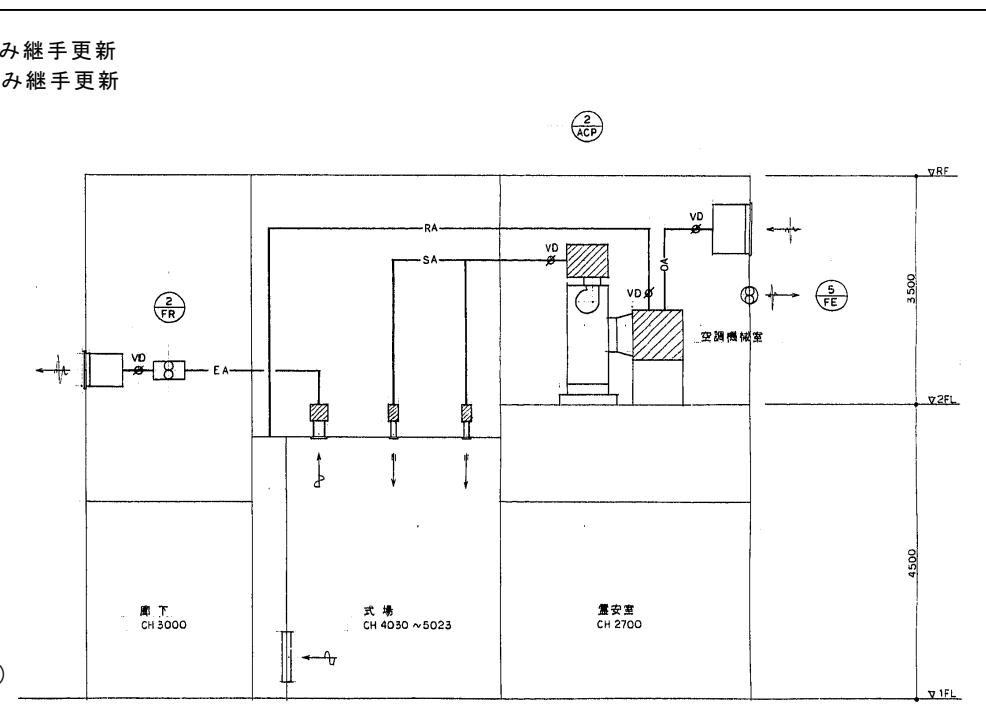 み継手更新
み継手更新
2
ACP
▽RF
RA
VD
VD
SA
OA
VD
3500
2
FR
5
FE
空調機械室
VD
EA
▽2FL
4500
廊下
CH 3000
式場
CH 4030 ~5023
霊安室
CH 2700
)
▽1FL